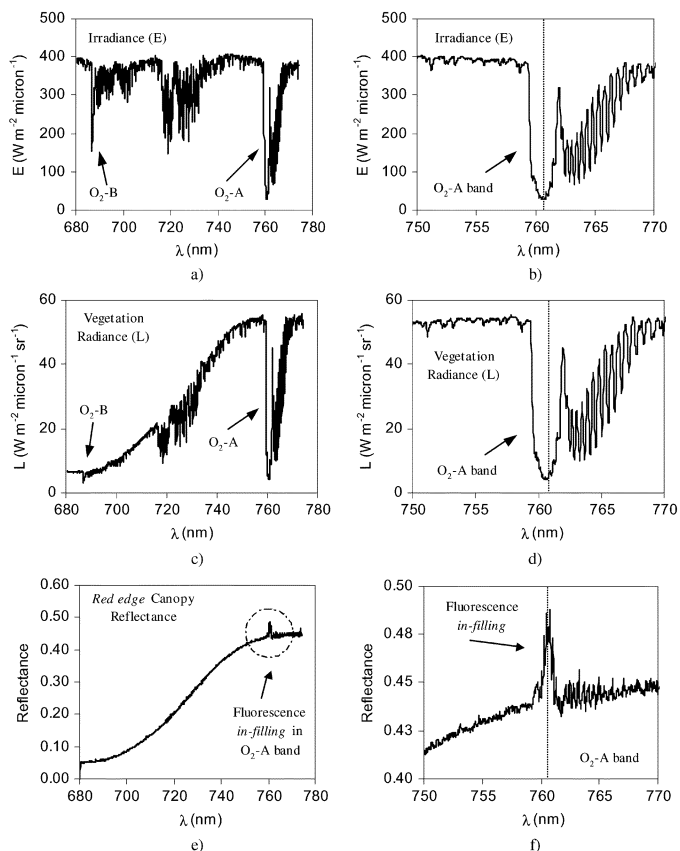 Irradiance (E)
E (W m⁻² micron⁻¹)
500
400
300
200
100
0
O₂-B
O₂-A
680 700 720 740 760 780
λ (nm)
a)
Irradiance (E)
E (W m⁻² micron⁻¹)
500
400
300
200
100
0
O₂-A band
750 755 760 765 770
λ (nm)
b)
Vegetation
Radiance (L)
L (W m⁻² micron⁻¹ sr⁻¹)
60
40
20
0
O₂-B
O₂-A
680 700 720 740 760 780
λ (nm)
c)
Vegetation
Radiance (L)
L (W m⁻² micron⁻¹ sr⁻¹)
60
40
20
0
O₂-A band
750 755 760 765 770
λ (nm)
d)
Red edge Canopy
Reflectance
Reflectance
0.60
0.50
0.40
0.30
0.20
0.10
0.00
Fluorescence
in-filling in
O₂-A band
680 700 720 740 760 780
λ (nm)
e)
Fluorescence
in-filling
Reflectance
0.50
0.48
0.45
0.43
0.40
O₂-A band
750 755 760 765 770
λ (nm)
f)